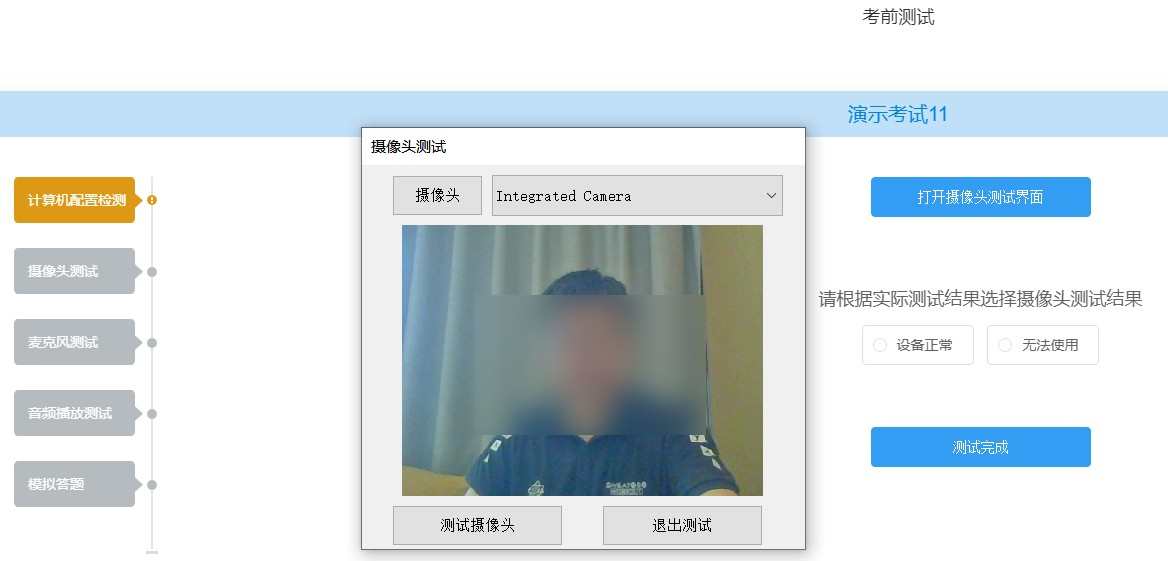 考前测试
演示考试11
计算机配置检测
摄像头测试
麦克风测试
音频播放测试
模拟答题
摄像头测试
摄像头
Integrated Camera
测试摄像头
退出测试
打开摄像头测试界面
请根据实际测试结果选择摄像头测试结果
设备正常
无法使用
测试完成